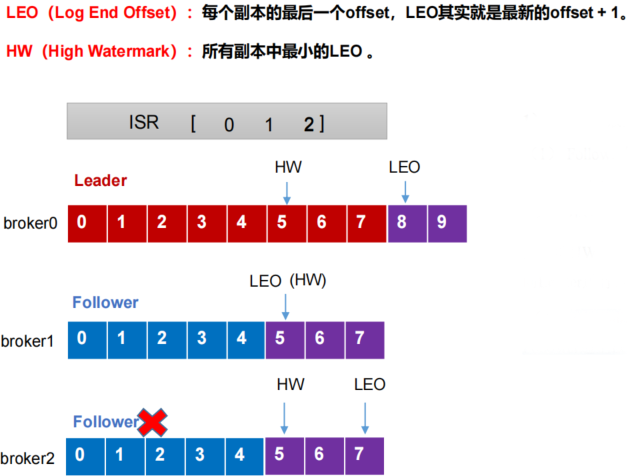 LEO（Log End Offset）：每个副本的最后一个offset，LEO其实就是最新的offset + 1。
HW（High Watermark）：所有副本中最小的LEO 。
ISR [ 0 1 2 ]
HW LEO
Leader
broker0 0 1 2 3 4 5 6 7 8 9
LEO (HW)
Follower
broker1 0 1 2 3 4 5 6 7
HW LEO
Follower
broker2 0 1 2 3 4 5 6 7